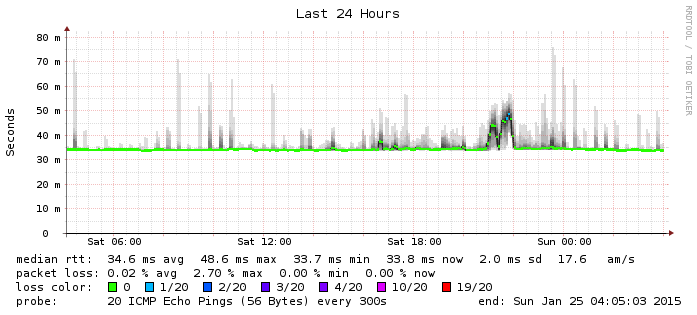 Last 24 Hours
RRDTOOL / TOBI OETIKER
Seconds
80 m
70 m
60 m
50 m
40 m
30 m
20 m
10 m
0
Sat 06:00 Sat 12:00 Sat 18:00 Sun 00:00
median rtt: 34.6 ms avg 48.6 ms max 33.7 ms min 33.8 ms now 2.0 ms sd 17.6 am/s
packet loss: 0.02 % avg 2.70 % max 0.00 % min 0.00 % now
loss color: 0 1/20 2/20 3/20 4/20 10/20 19/20
probe: 20 ICMP Echo Pings (56 Bytes) every 300s end: Sun Jan 25 04:05:03 2015